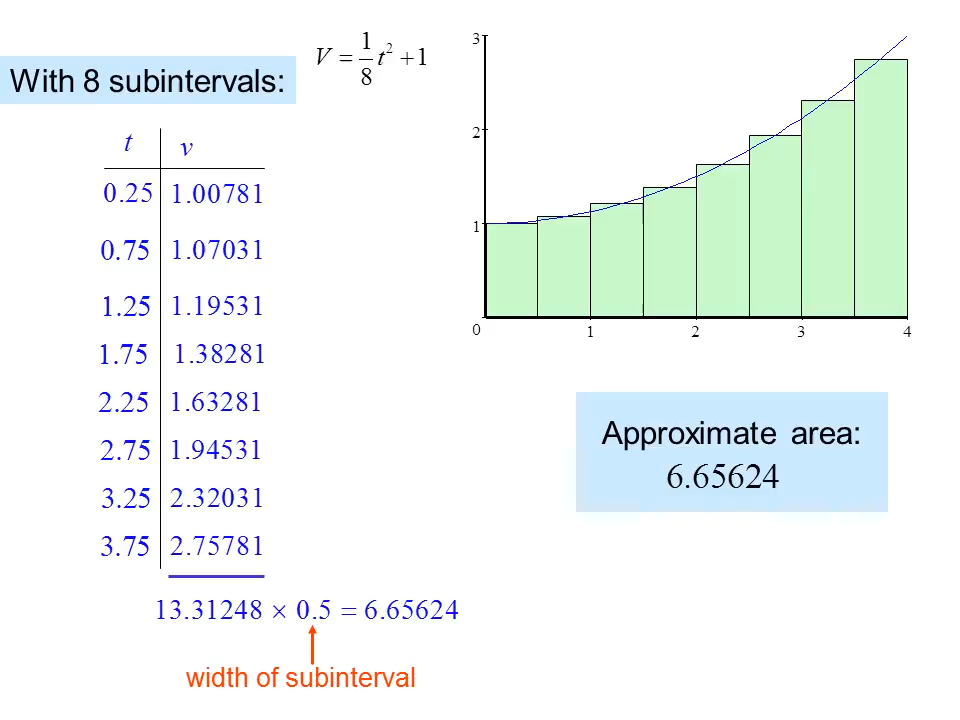 V = 1/8 t² + 1
With 8 subintervals:
t v
0.25 1.00781
0.75 1.07031
1.25 1.19531
1.75 1.38281
2.25 1.63281
2.75 1.94531
3.25 2.32031
3.75 2.75781
13.31248 × 0.5 = 6.65624
width of subinterval
3
2
1
0 1 2 3 4
Approximate area:
6.65624